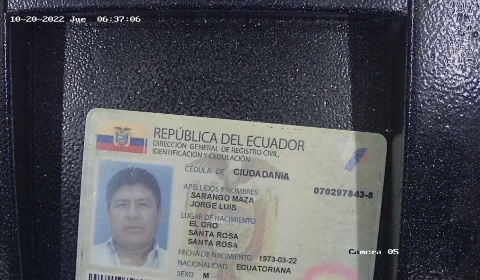 10-20-2022 Jue 06:37:06
REPÚBLICA DEL ECUADOR
DIRECCIÓN GENERAL DE REGISTRO CIVIL,
IDENTIFICACIÓN Y CEDULACIÓN
CÉDULA DE CIUDADANÍA
070297843-8
APELLIDOS Y NOMBRES
SARANGO MAZA
JORGE LUIS
LUGAR DE NACIMIENTO
EL ORO
SANTA ROSA
SANTA ROSA
FECHA DE NACIMIENTO 1973-03-22
NACIONALIDAD ECUATORIANA
SEXO M
Camera 05